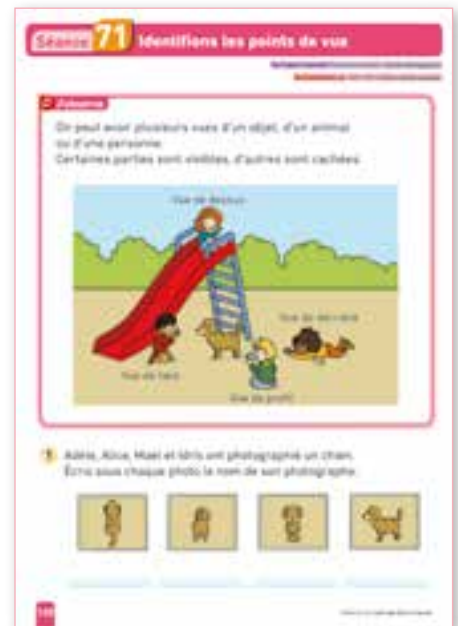 Séance 71 Identifions les points de vue
J'observe
On peut avoir plusieurs vues d'un objet, d'un animal
ou d'une personne.
Certaines parties sont visibles, d'autres sont cachées.
Vue de dessus
Vue de derrière
Vue de face
Vue de profil
1 Adèle, Alice, Mael et Idris ont photographié un chien.
Écris sous chaque photo le nom de son photographe.